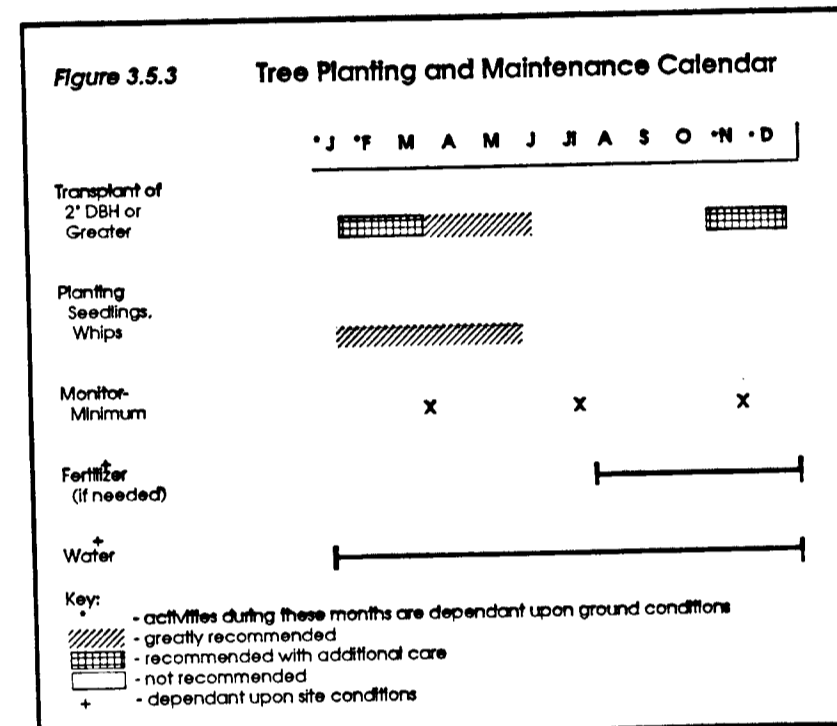 Figure 3.5.3 Tree Planting and Maintenance Calendar
•J •F M A M J Jl A S O •N •D
Transplant of
2" DBH or
Greater
Planting
Seedlings,
Whips
Monitor-
Minimum
X X X
+
Fertilizer
(if needed)
+
Water
Key:
• - activities during these months are dependant upon ground conditions
- greatly recommended
- recommended with additional care
- not recommended
+ - dependant upon site conditions